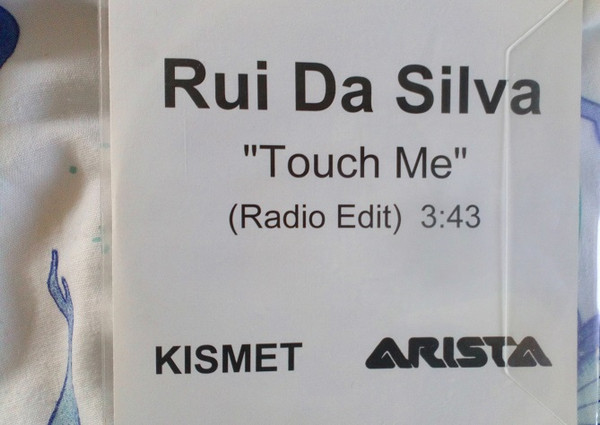 Rui Da Silva
"Touch Me"
(Radio Edit)  3:43
KISMET ARISTA